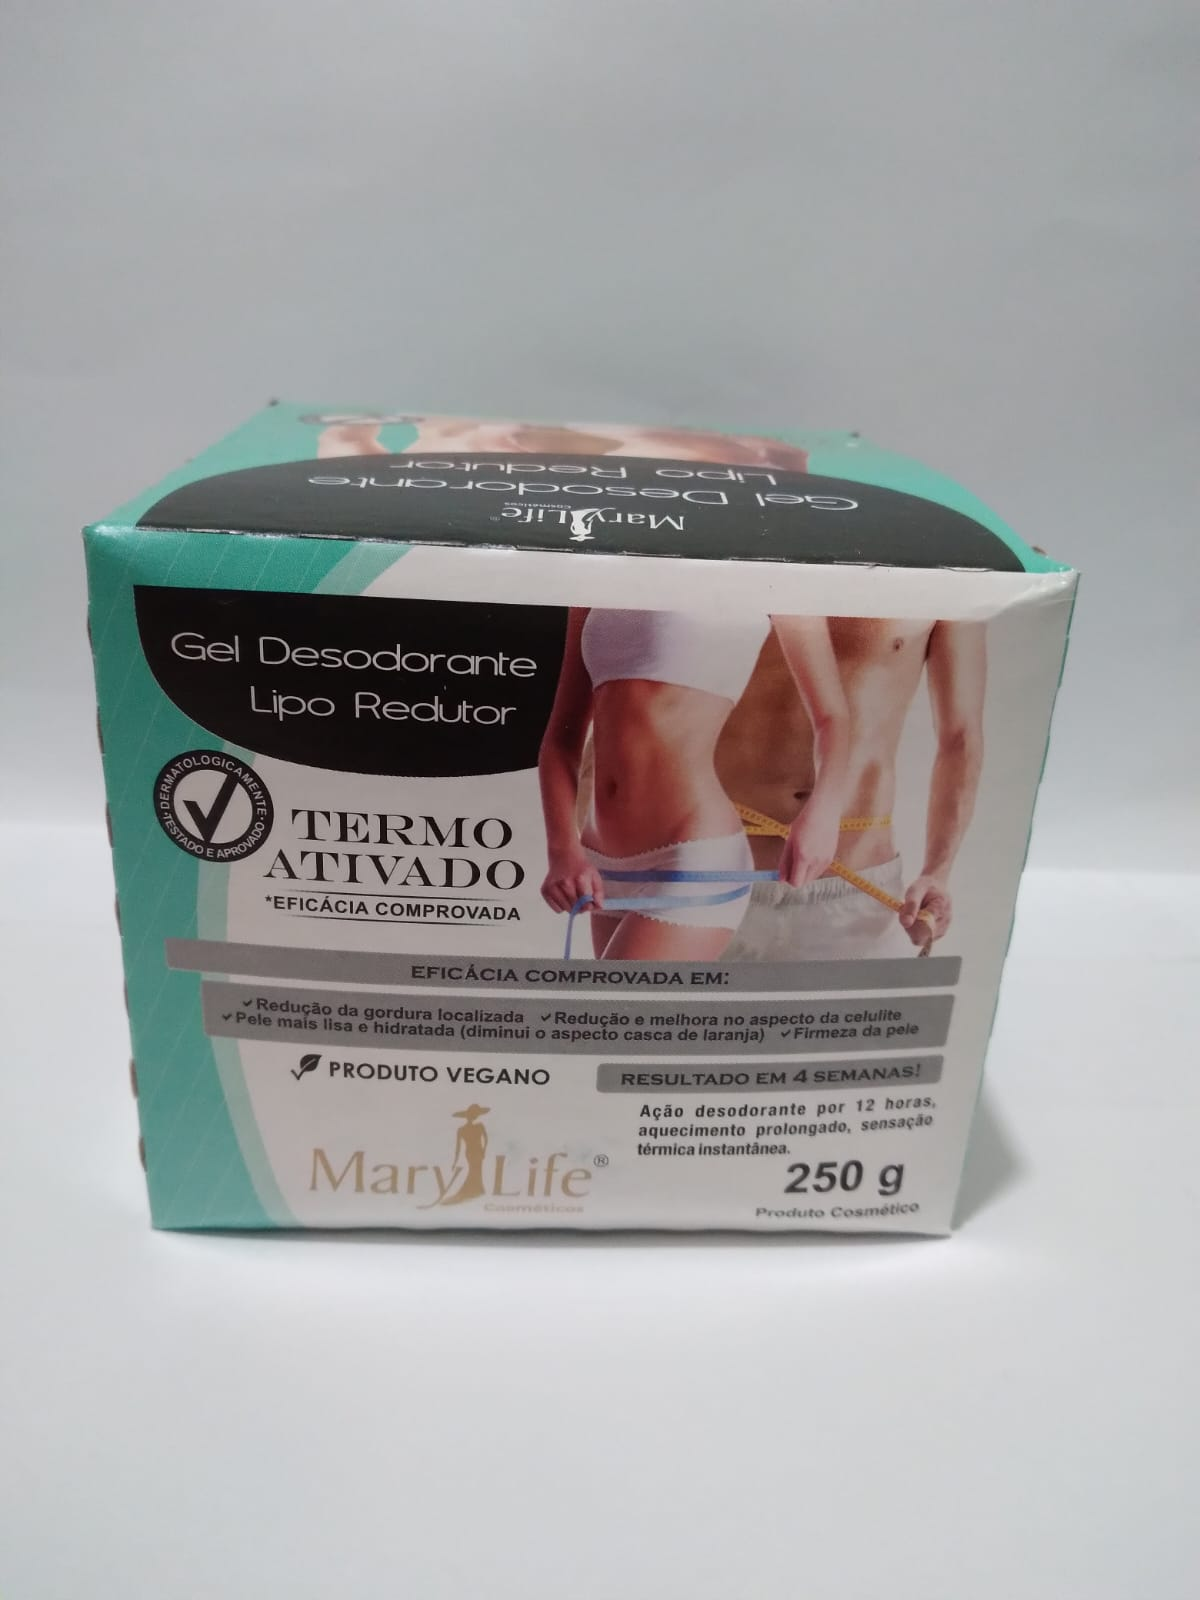 Gel Desodorante
Lipo Redutor
Mary Life®
Cosméticos
Gel Desodorante
Lipo Redutor
DERMATOLOGICAMENTE
TESTADO E APROVADO
TERMO
ATIVADO
*EFICÁCIA COMPROVADA
EFICÁCIA COMPROVADA EM:
✓Redução da gordura localizada ✓Redução e melhora no aspecto da celulite
✓Pele mais lisa e hidratada (diminui o aspecto casca de laranja) ✓Firmeza da pele
PRODUTO VEGANO
RESULTADO EM 4 SEMANAS!
Ação desodorante por 12 horas,
aquecimento prolongado, sensação
térmica instantânea.
Mary Life®
Cosméticos
250 g
Produto Cosmético